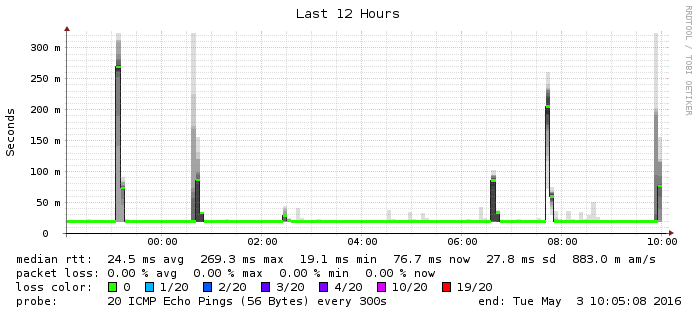 Last 12 Hours
RRDTOOL / TOBI OETIKER
Seconds
300 m
250 m
200 m
150 m
100 m
50 m
0
00:00 02:00 04:00 06:00 08:00 10:00
median rtt: 24.5 ms avg 269.3 ms max 19.1 ms min 76.7 ms now 27.8 ms sd 883.0 m am/s
packet loss: 0.00 % avg 0.00 % max 0.00 % min 0.00 % now
loss color: 0 1/20 2/20 3/20 4/20 10/20 19/20
probe: 20 ICMP Echo Pings (56 Bytes) every 300s end: Tue May 3 10:05:08 2016